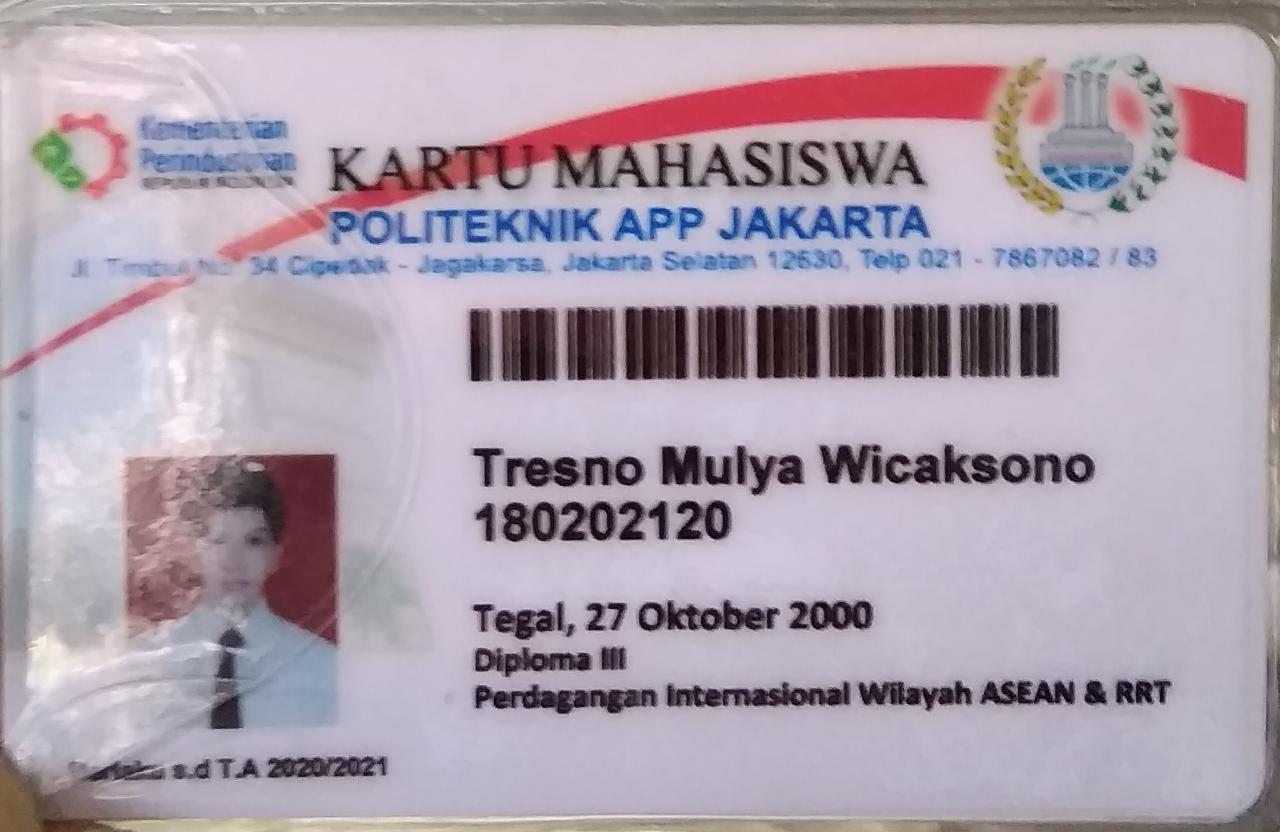 Kementerian
Perindustrian
REPUBLIK INDONESIA
KARTU MAHASISWA
POLITEKNIK APP JAKARTA
Jl. Timbul No. 34 Cipedak - Jagakarsa, Jakarta Selatan 12630, Telp 021 - 7867082 / 83
Tresno Mulya Wicaksono
180202120
Tegal, 27 Oktober 2000
Diploma III
Perdagangan Internasional Wilayah ASEAN & RRT
s.d T.A 2020/2021